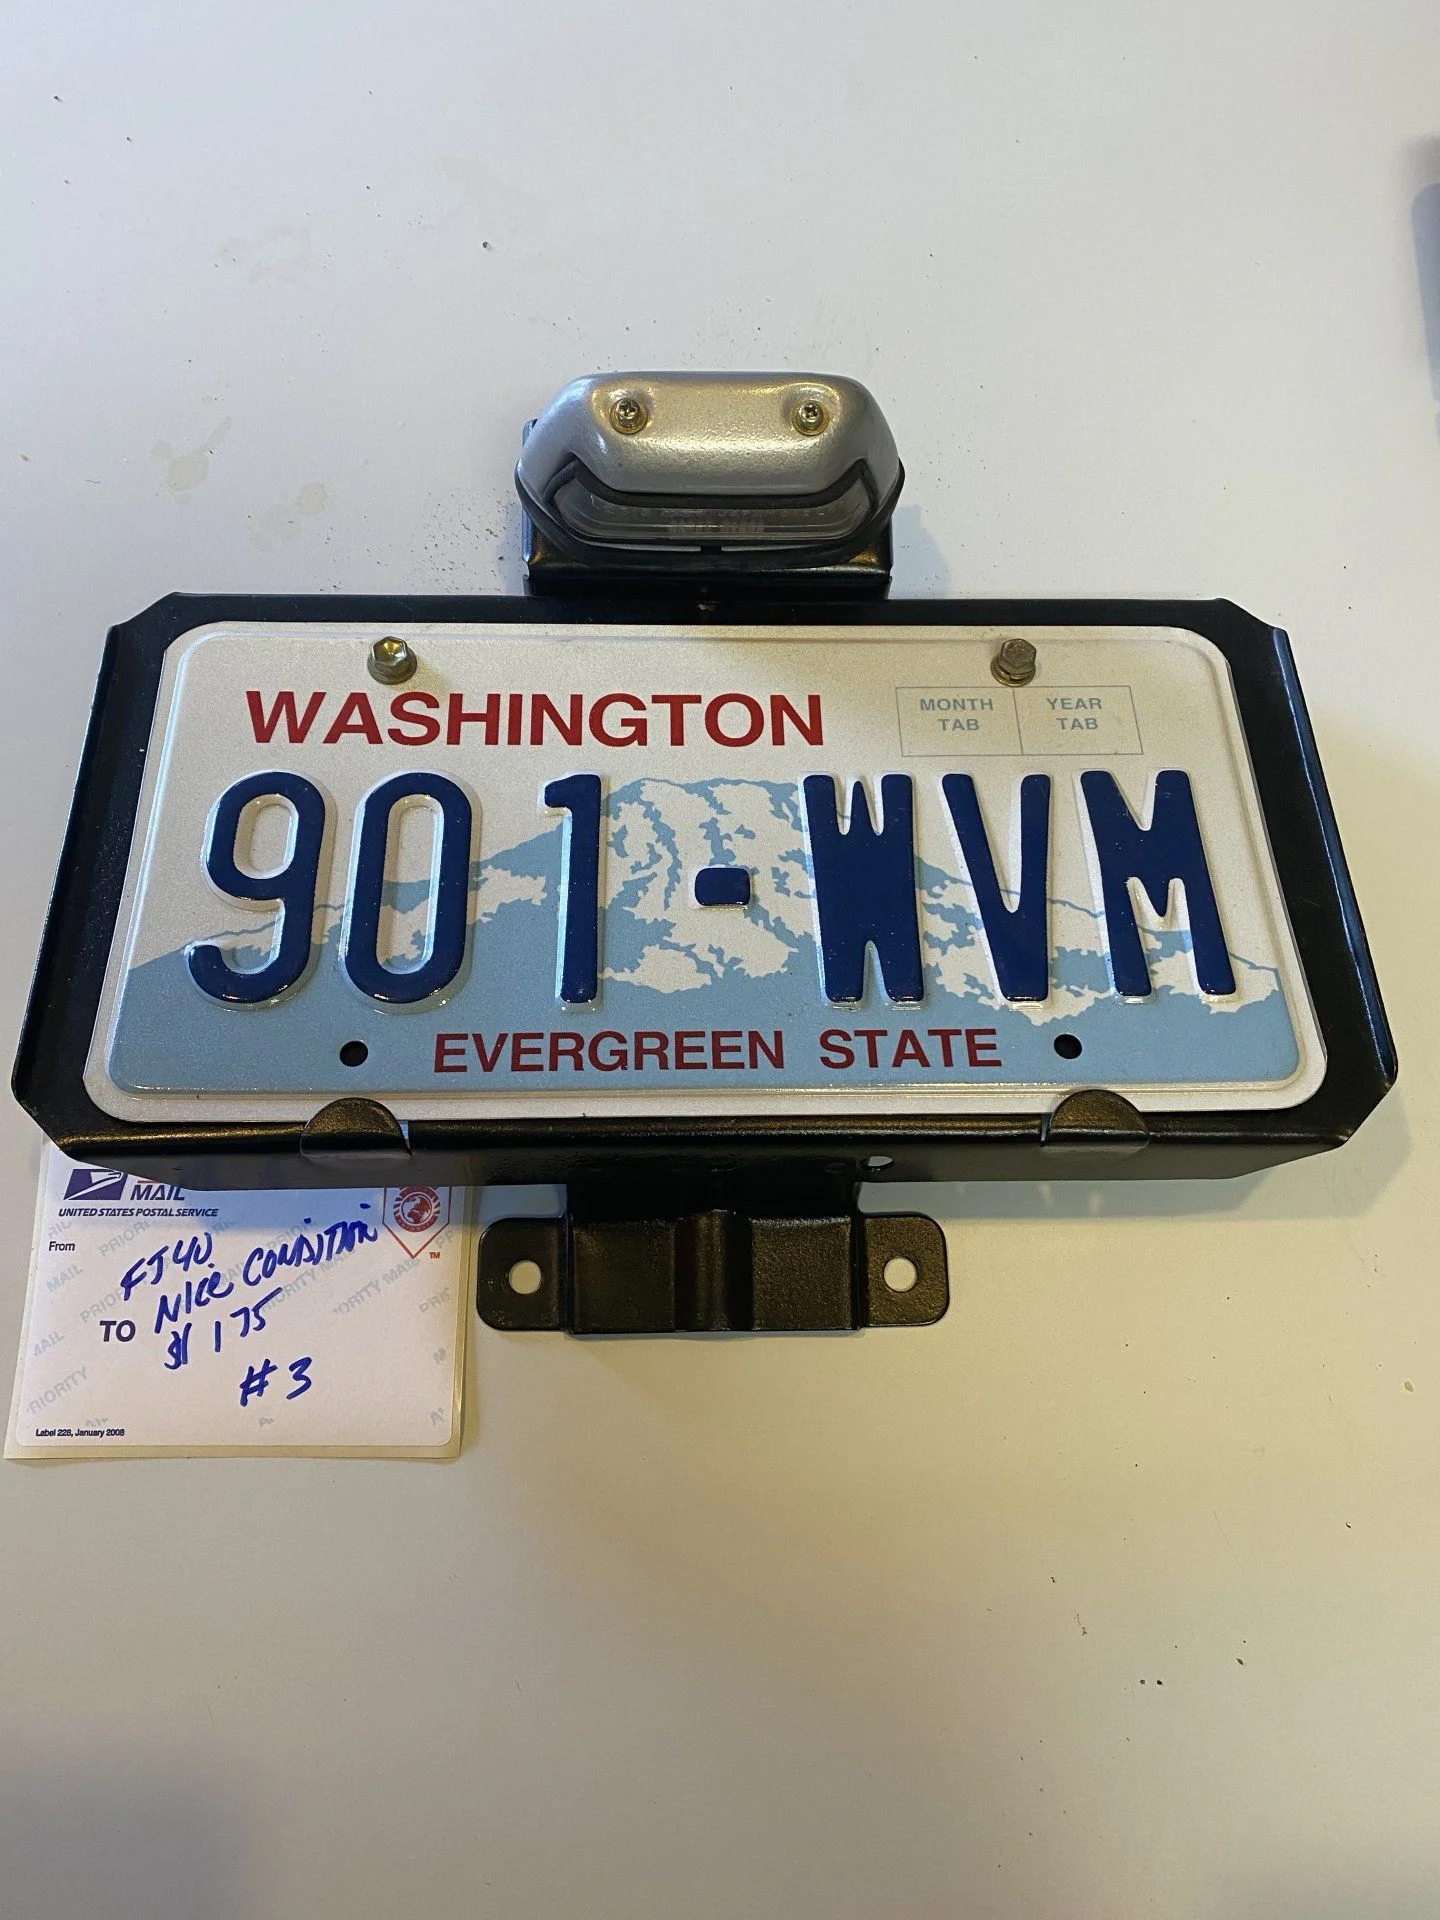 WASHINGTON
MONTH TAB
YEAR TAB
901-WVM
EVERGREEN STATE
MAIL
UNITED STATES POSTAL SERVICE
From
FJ40
NICE CONDITION
TO
$175
#3
Label 228, January 2008